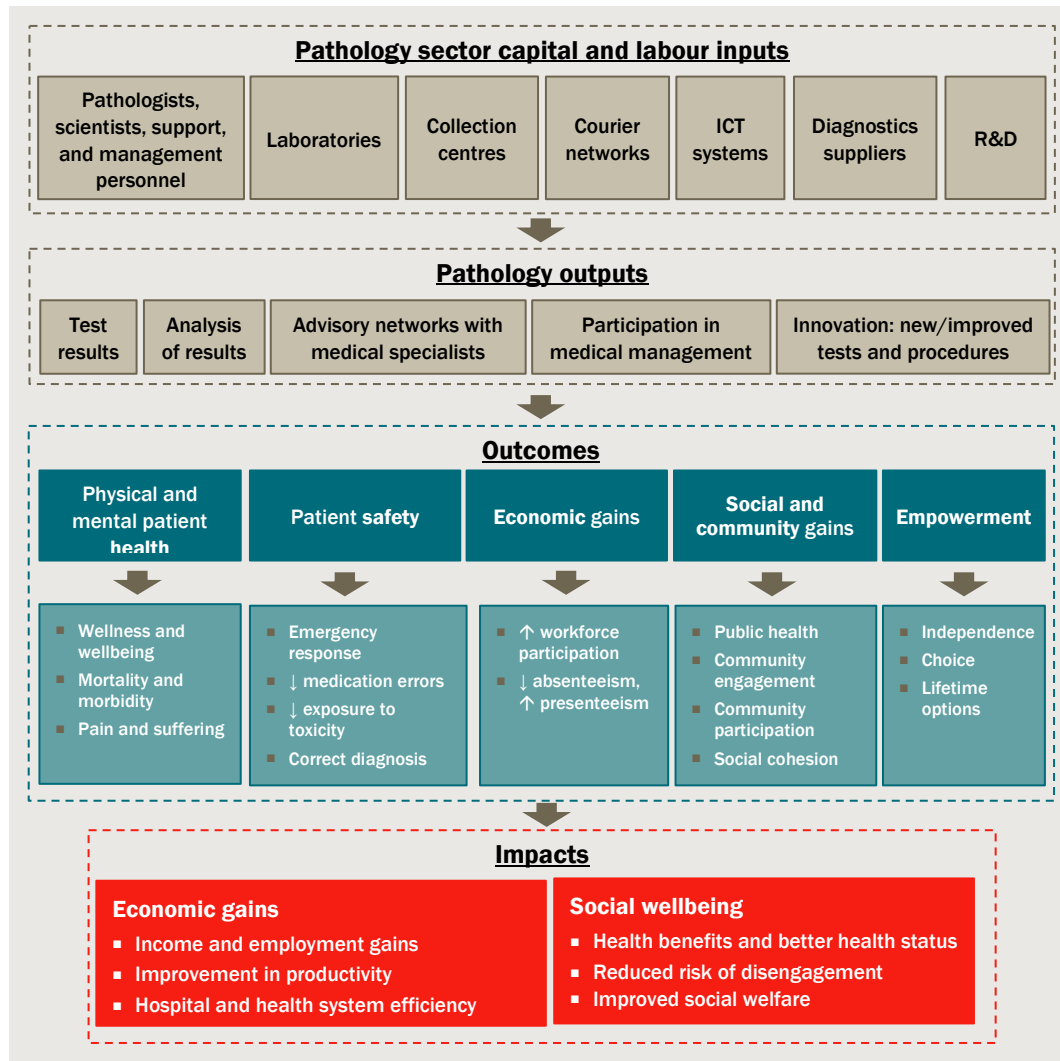 Pathology sector capital and labour inputs
Pathologists,
scientists, support,
and management
personnel
Laboratories
Collection
centres
Courier
networks
ICT
systems
Diagnostics
suppliers
R&D
Pathology outputs
Test
results
Analysis
of results
Advisory networks with
medical specialists
Participation in
medical management
Innovation: new/improved
tests and procedures
Outcomes
Physical and
mental patient
health
Patient safety
Economic gains
Social and
community gains
Empowerment
▪ Wellness and
wellbeing
▪ Mortality and
morbidity
▪ Pain and suffering
▪ Emergency
response
▪ ↓ medication errors
▪ ↓ exposure to
toxicity
▪ Correct diagnosis
▪ ↑ workforce
participation
▪ ↓ absenteeism,
↑ presenteeism
▪ Public health
▪ Community
engagement
▪ Community
participation
▪ Social cohesion
▪ Independence
▪ Choice
▪ Lifetime
options
Impacts
Economic gains
▪ Income and employment gains
▪ Improvement in productivity
▪ Hospital and health system efficiency
Social wellbeing
▪ Health benefits and better health status
▪ Reduced risk of disengagement
▪ Improved social welfare